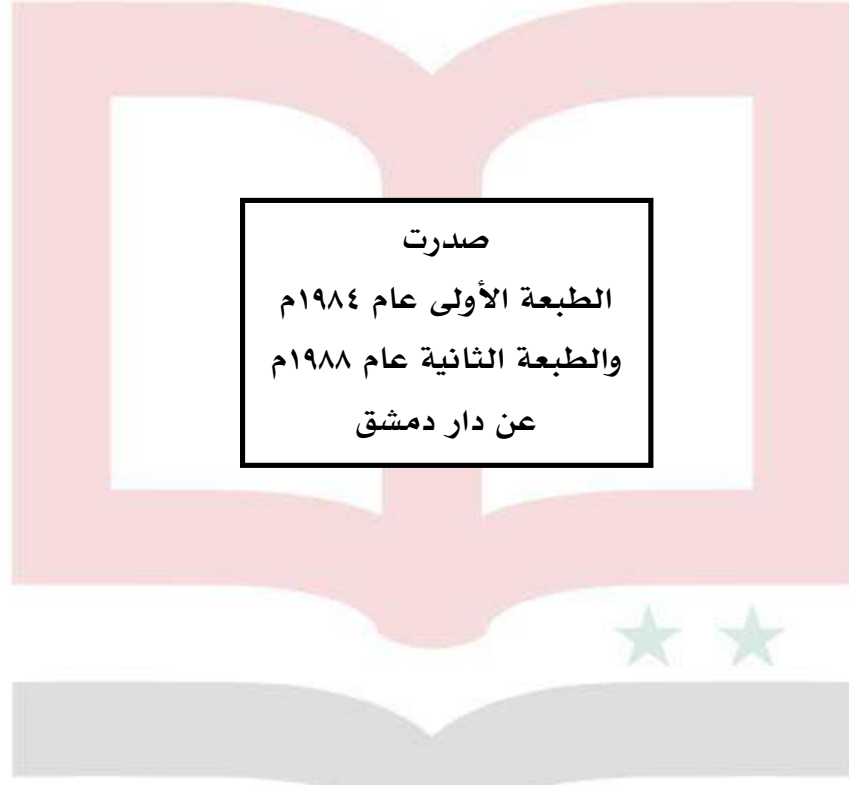 صدرت
الطبعة الأولى عام ١٩٨٤م
والطبعة الثانية عام ١٩٨٨م
عن دار دمشق